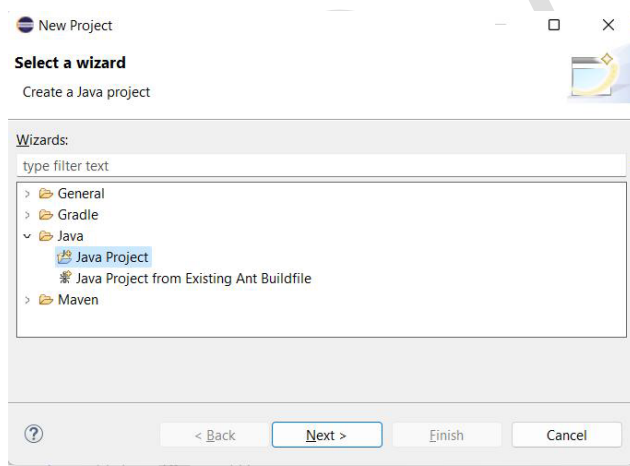 New Project
Select a wizard
Create a Java project
Wizards:
type filter text
General
Gradle
Java
Java Project
Java Project from Existing Ant Buildfile
Maven
? < Back Next > Finish Cancel